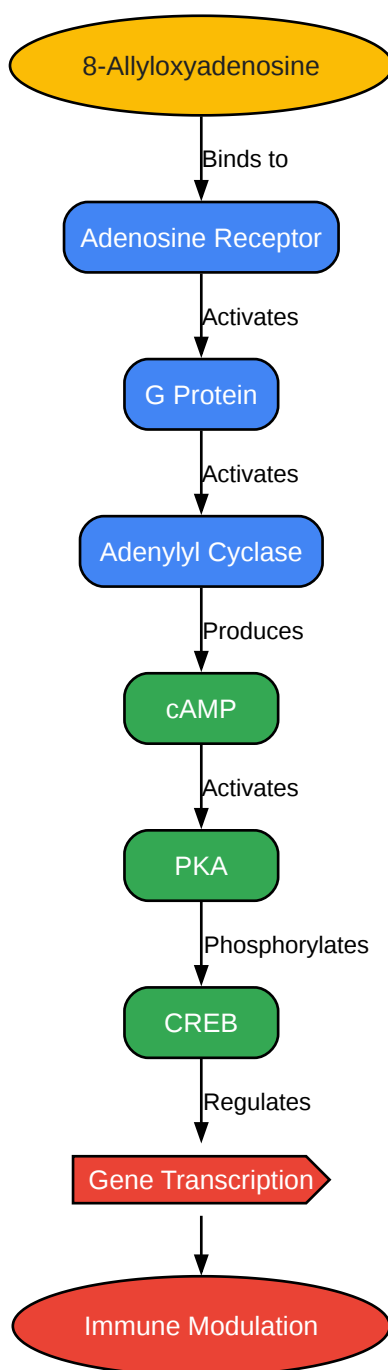 8-Allyloxyadenosine
Binds to
Adenosine Receptor
Activates
G Protein
Activates
Adenylyl Cyclase
Produces
cAMP
Activates
PKA
Phosphorylates
CREB
Regulates
Gene Transcription
Immune Modulation